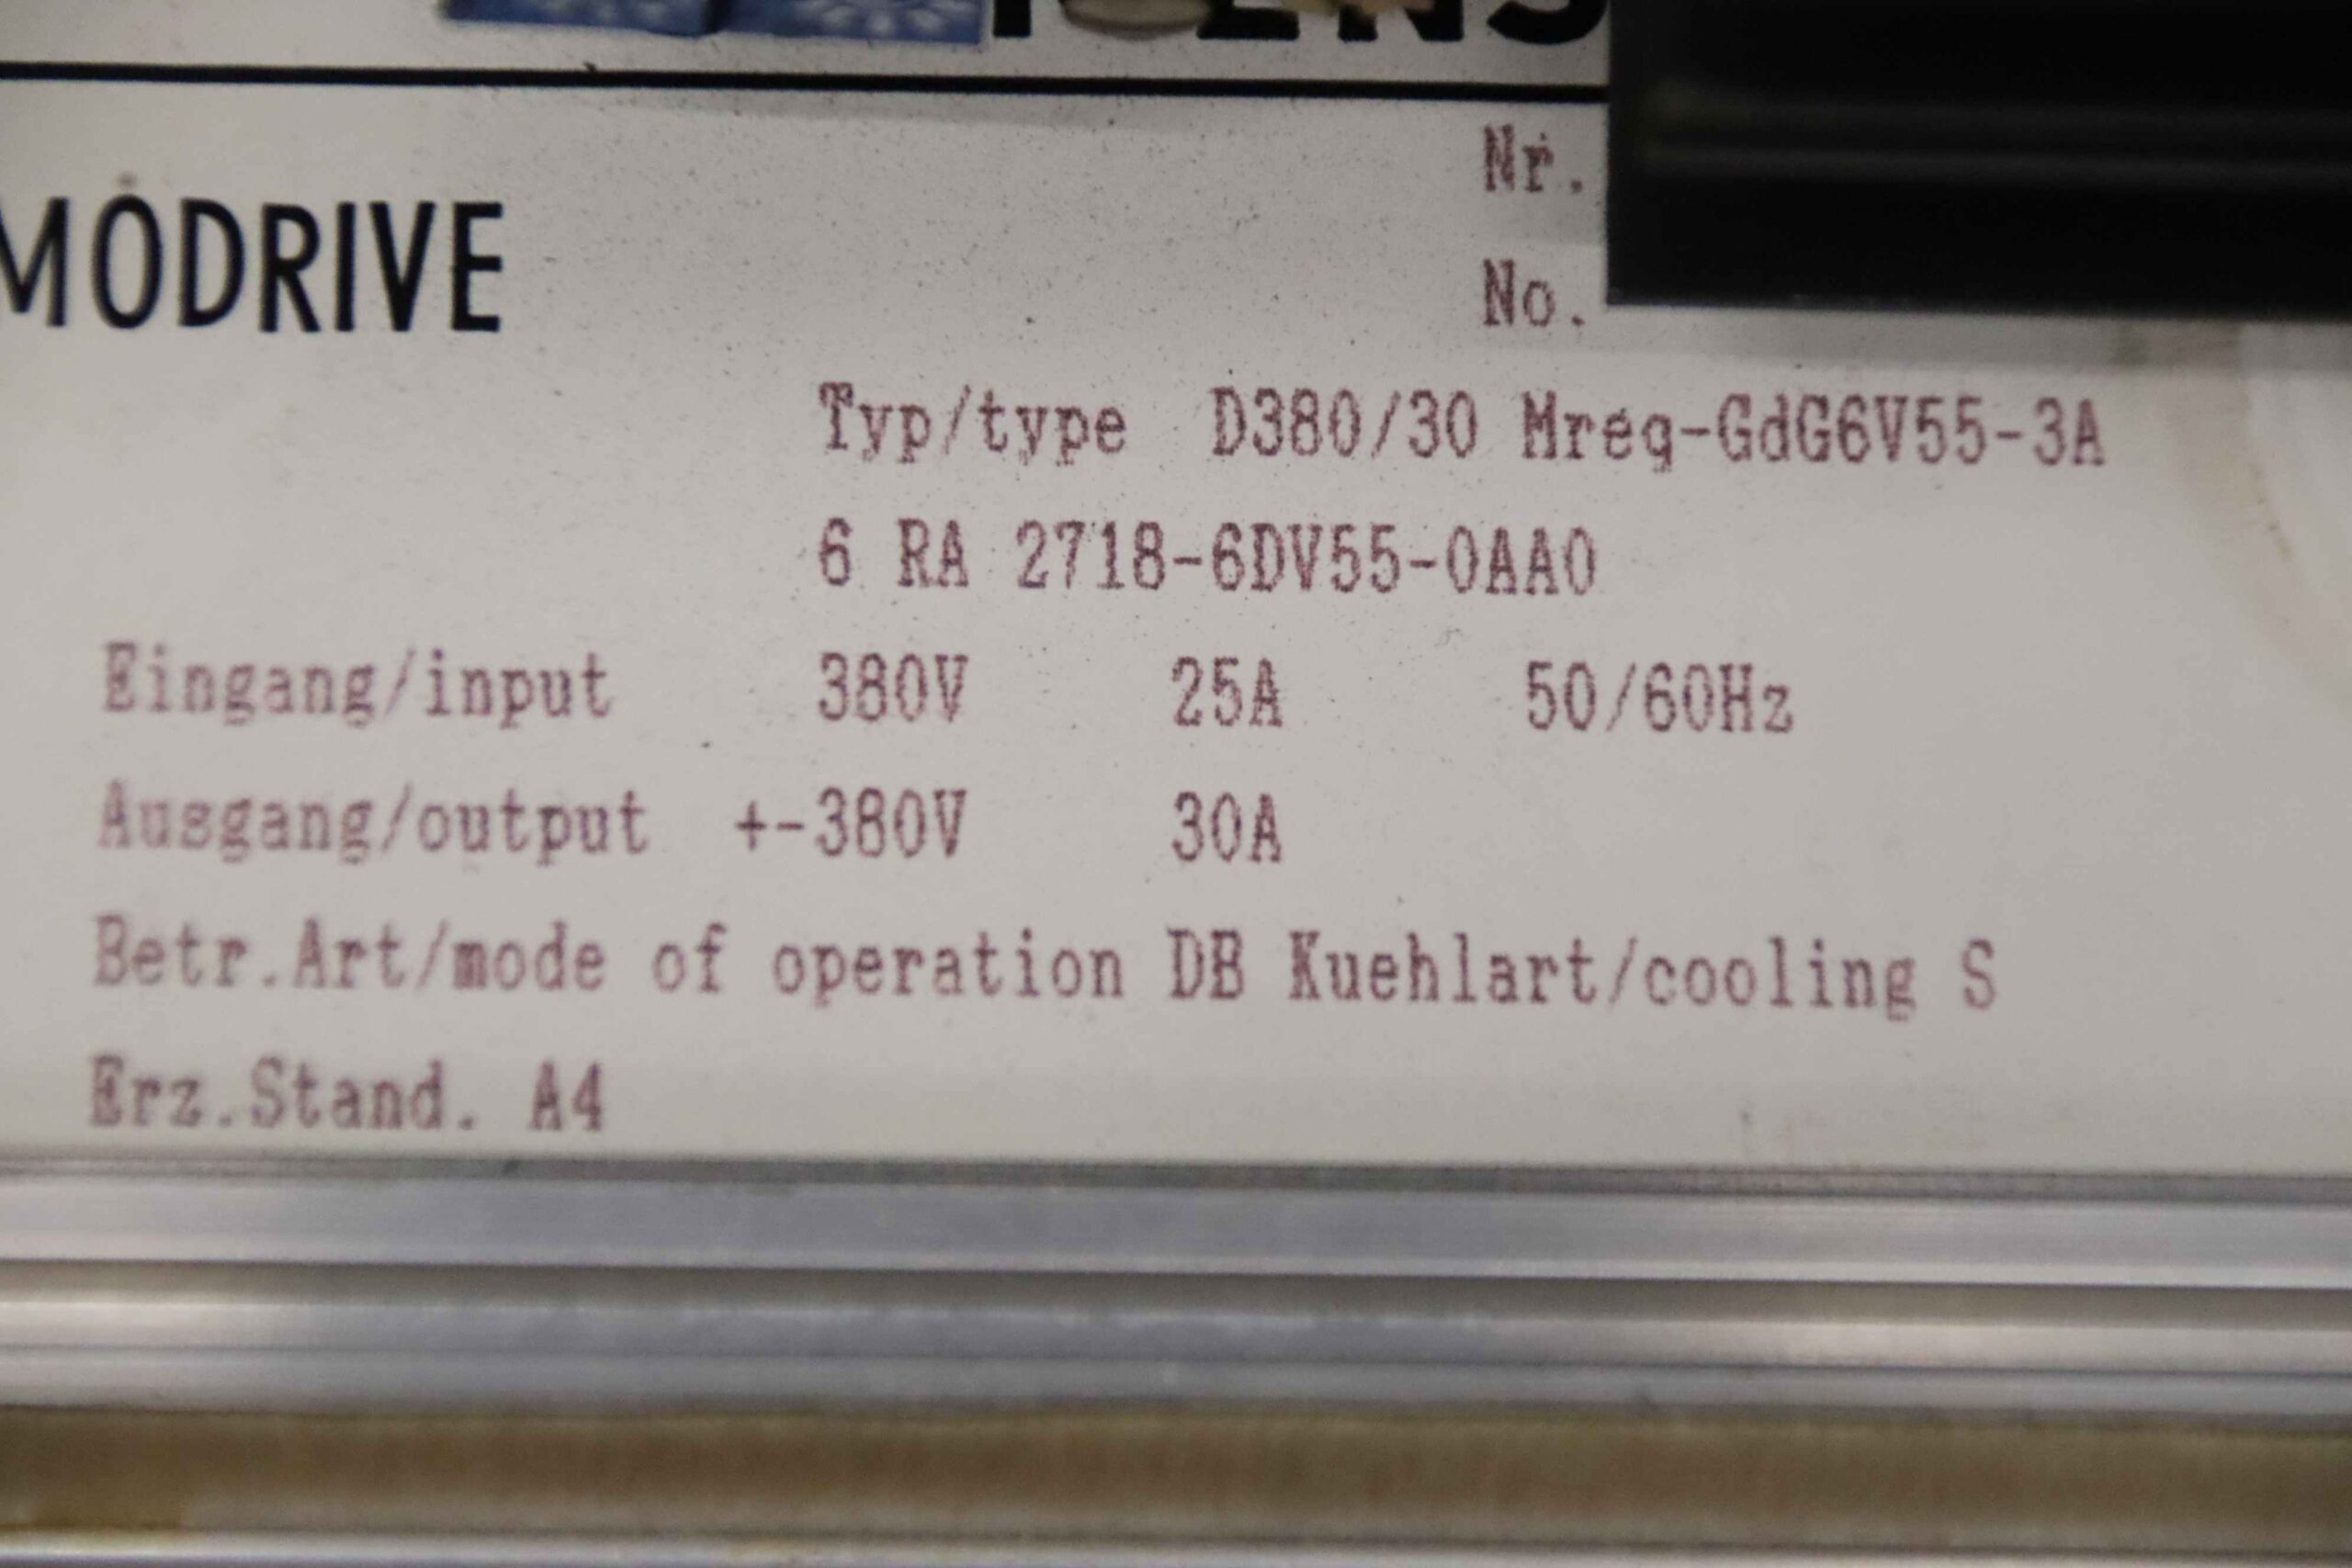 MODRIVE
Nr.
No.
Typ/type D380/30 Mreg-GdG6V55-3A
6 RA 2718-6DV55-0AA0
Eingang/input 380V 25A 50/60Hz
Ausgang/output +-380V 30A
Betr.Art/mode of operation DB Kuehlart/cooling S
Erz.Stand. A4